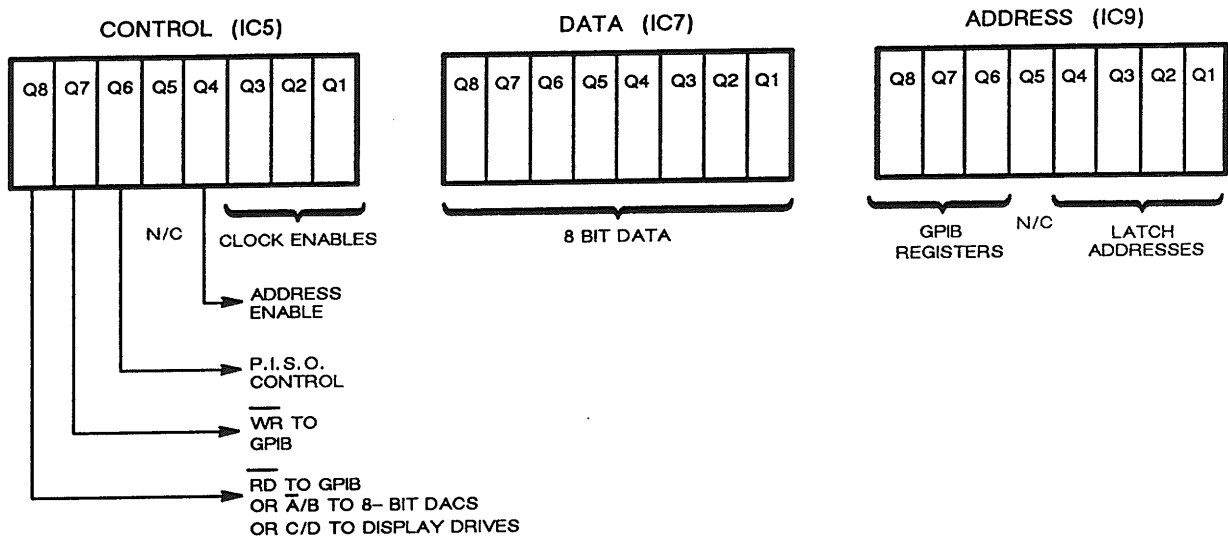 CONTROL (IC5)
Q8 Q7 Q6 Q5 Q4 Q3 Q2 Q1
N/C
CLOCK ENABLES
ADDRESS
ENABLE
P.I.S.O.
CONTROL
W̅R̅ TO
GPIB
R̅D̅ TO GPIB
OR A̅/B TO 8- BIT DACS
OR C/D TO DISPLAY DRIVES
DATA (IC7)
Q8 Q7 Q6 Q5 Q4 Q3 Q2 Q1
8 BIT DATA
ADDRESS (IC9)
Q8 Q7 Q6 Q5 Q4 Q3 Q2 Q1
GPIB
REGISTERS
N/C
LATCH
ADDRESSES